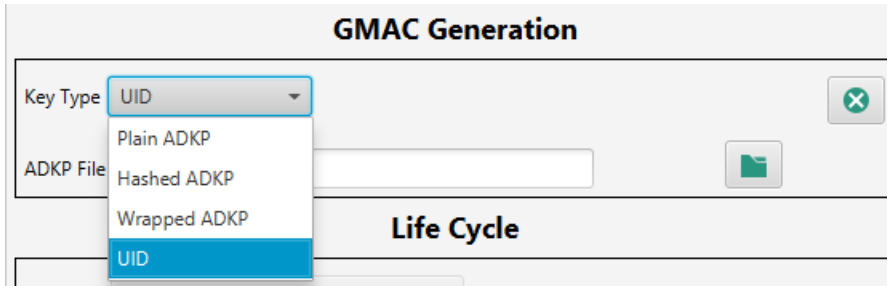 GMAC Generation
Key Type UID
Plain ADKP
ADKP File
Hashed ADKP
Wrapped ADKP
Life Cycle
UID